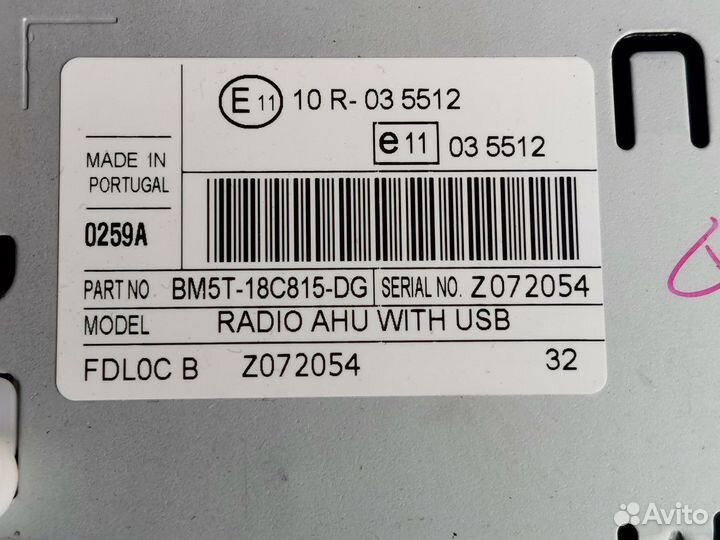 E 11 10 R- 03 5512
e 11 03 5512
MADE IN
PORTUGAL
0259A
PART NO BM5T-18C815-DG SERIAL NO. Z072054
MODEL RADIO AHU WITH USB
FDL0C B Z072054 32
Avito